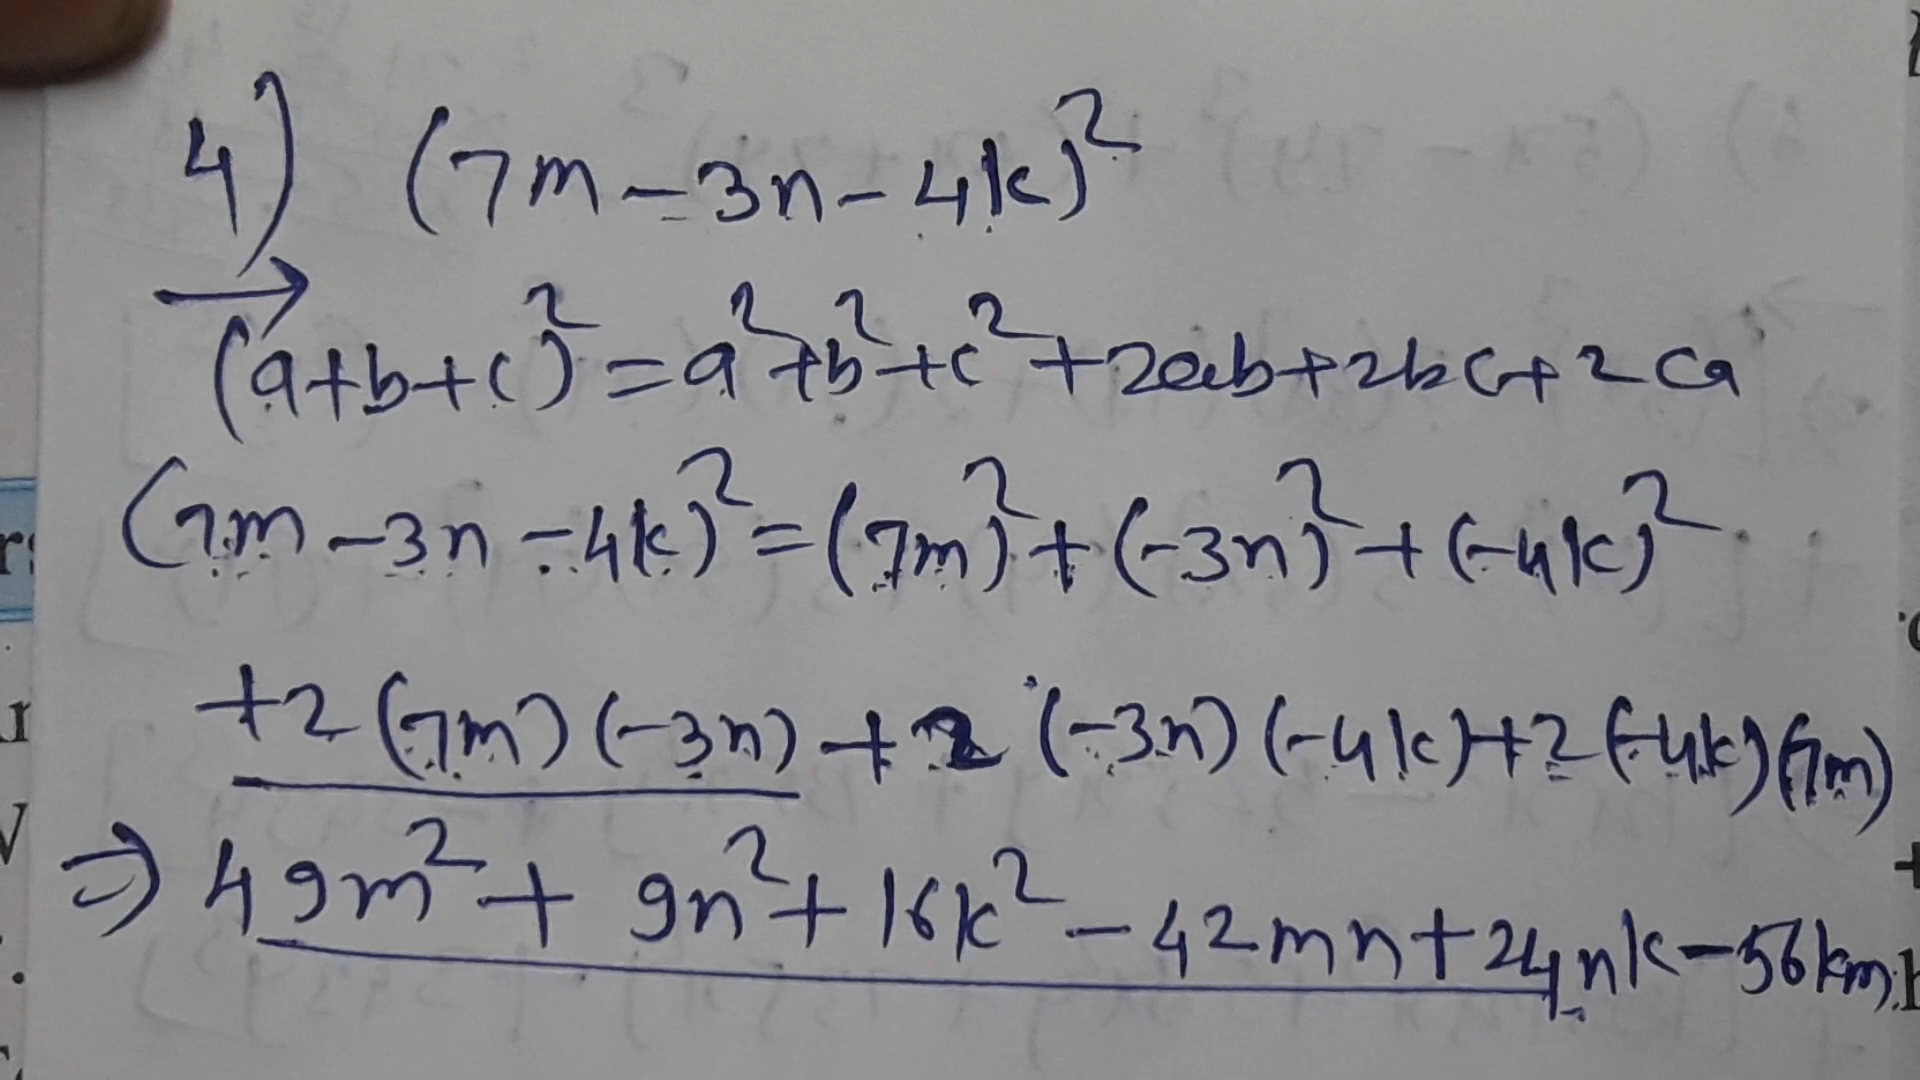 4) (7m-3n-4k)²
(a+b+c)² = a²+b²+c²+2ab+2bc+2ca
(7m-3n-4k)² = (7m)²+(-3n)²+(-4k)²
+2(7m)(-3n)+2(-3n)(-4k)+2(-4k)(7m)
⇒ 49m²+9n²+16k²-42mn+24nk-56km